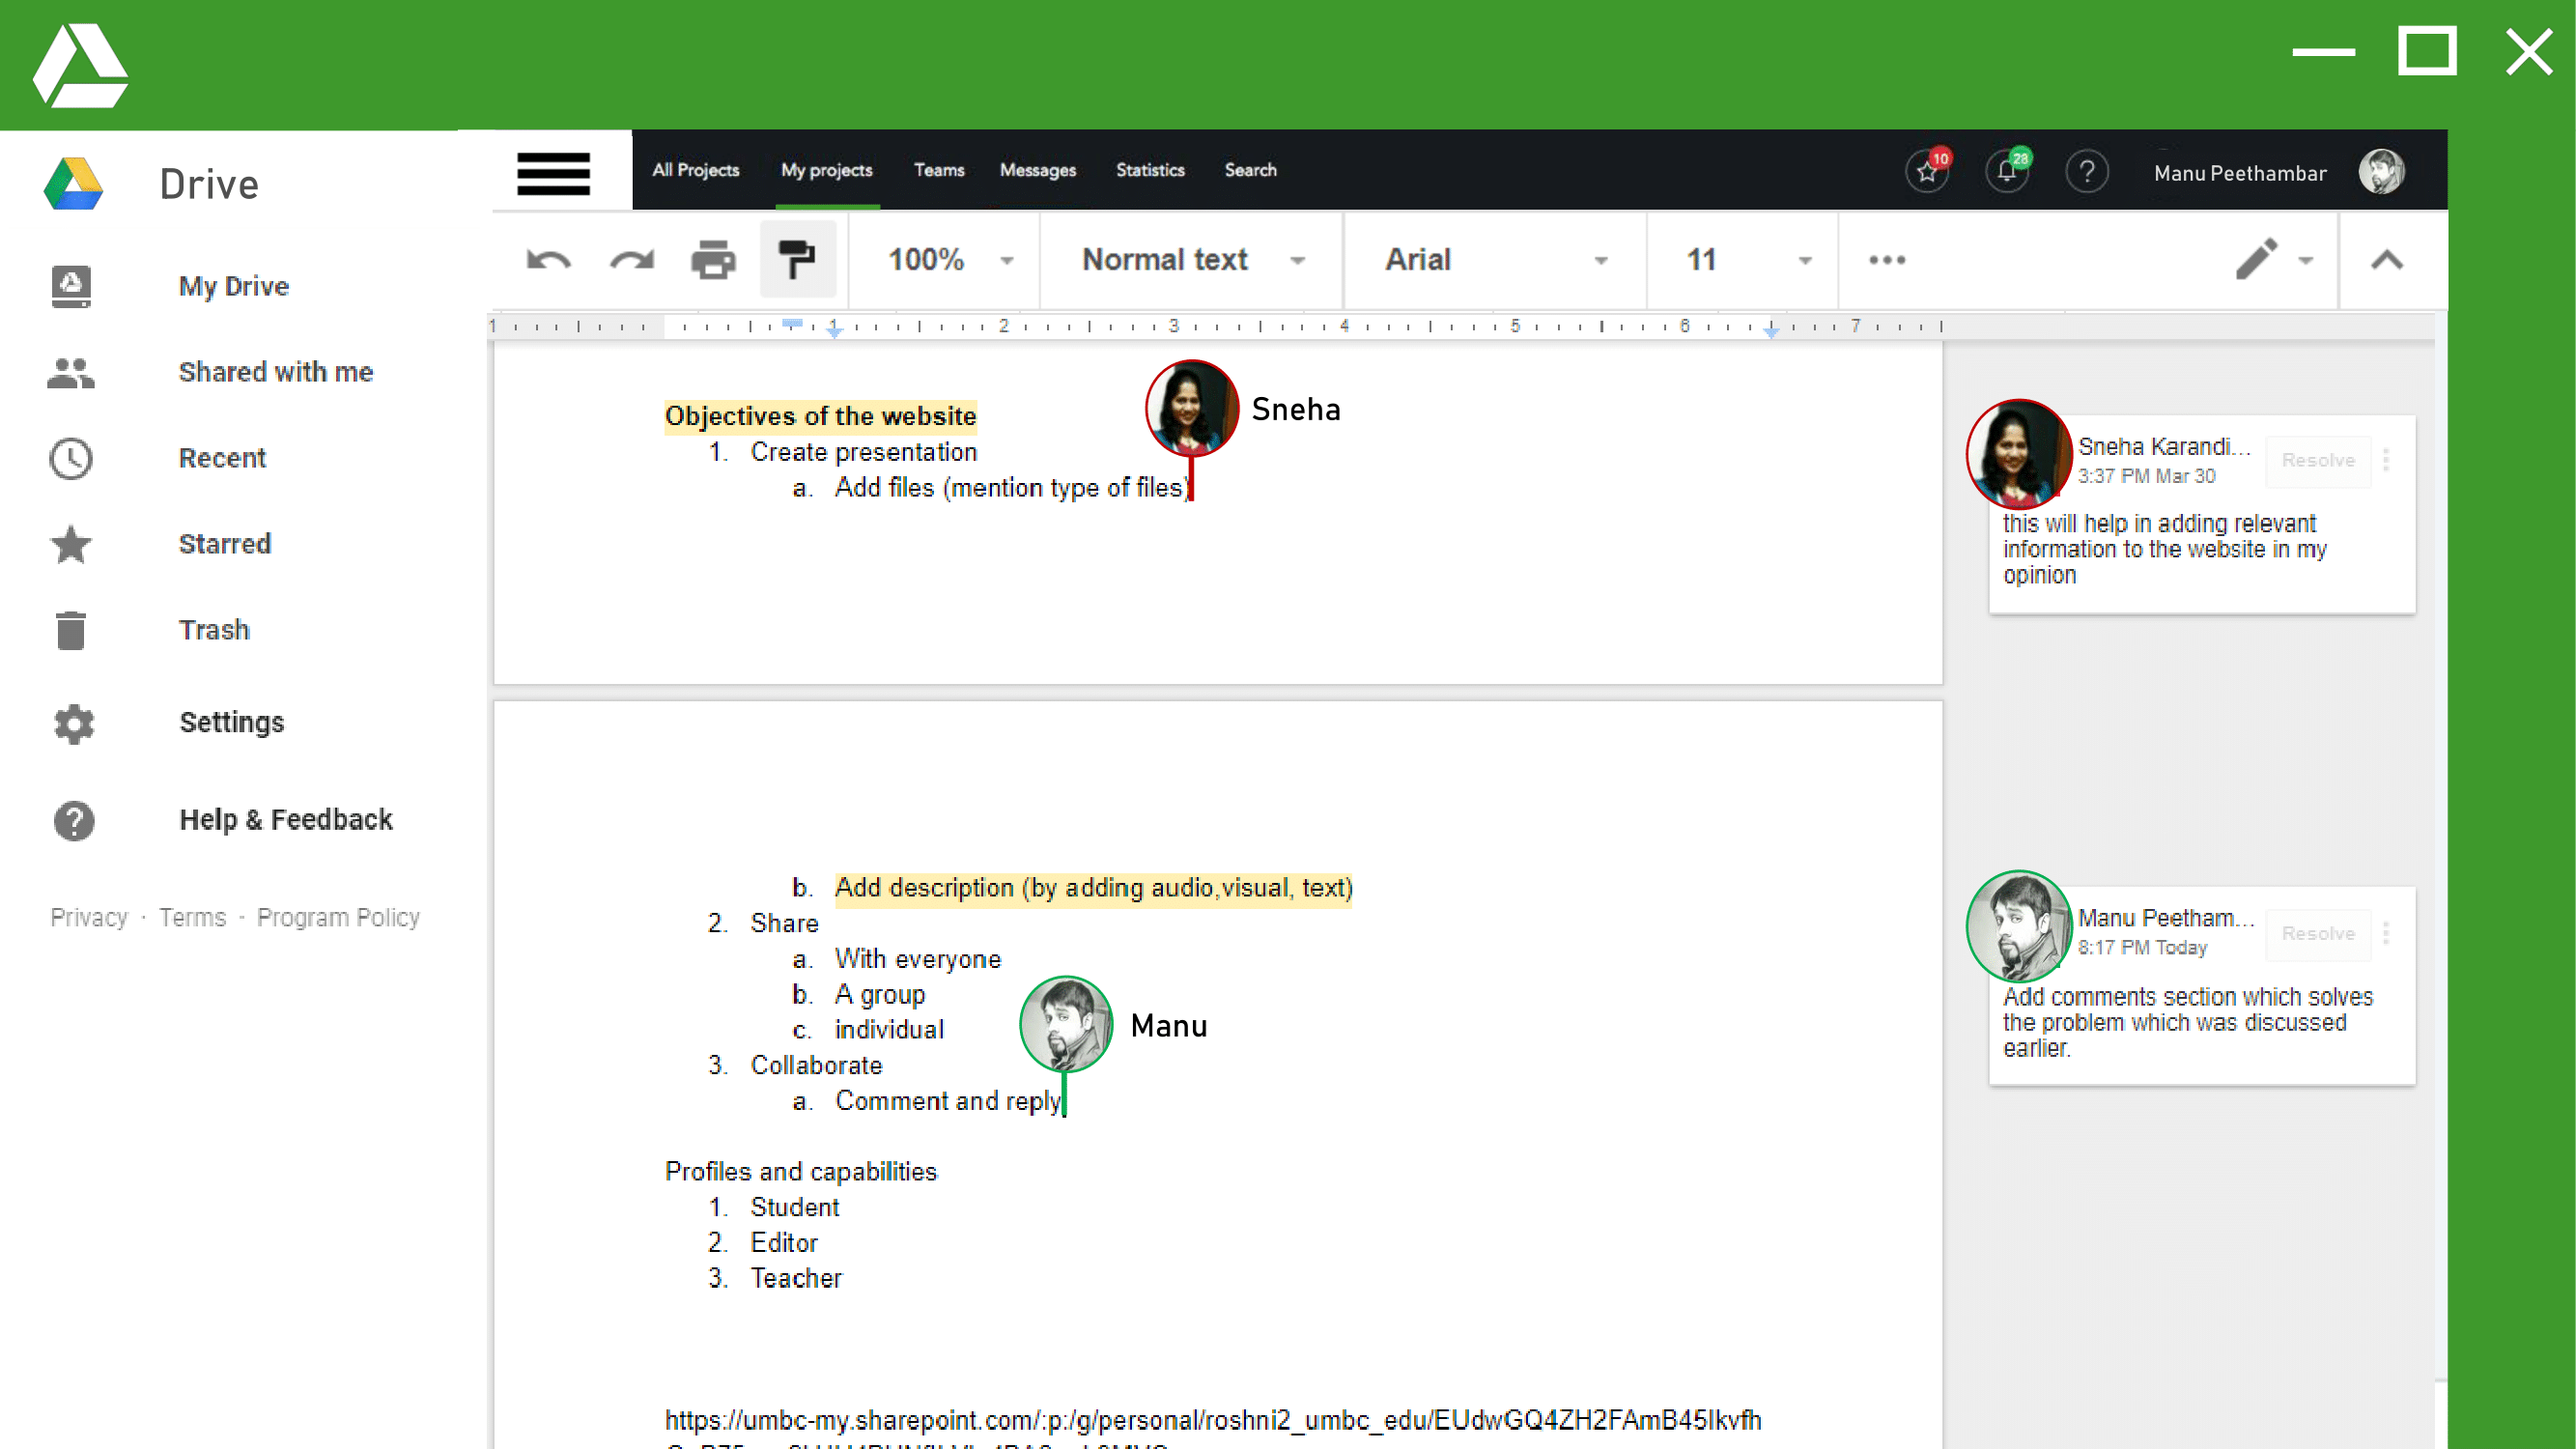 Drive
My Drive
Shared with me
Recent
Starred
Trash
Settings
Help & Feedback
Privacy · Terms · Program Policy
All Projects My projects Teams Messages Statistics Search 10 28 ? Manu Peethambar
100% Normal text Arial 11
1 1 2 3 4 5 6 7
Sneha
Objectives of the website
1. Create presentation
a. Add files (mention type of files)
b. Add description (by adding audio,visual, text)
2. Share
a. With everyone
b. A group
c. individual
Manu
3. Collaborate
a. Comment and reply
Profiles and capabilities
1. Student
2. Editor
3. Teacher
https://umbc-my.sharepoint.com/:p:/g/personal/roshni2_umbc_edu/EUdwGQ4ZH2FAmB45Ikvfh
Sneha Karandi... Resolve
3:37 PM Mar 30
this will help in adding relevant
information to the website in my
opinion
Manu Peetham... Resolve
8:17 PM Today
Add comments section which solves
the problem which was discussed
earlier.